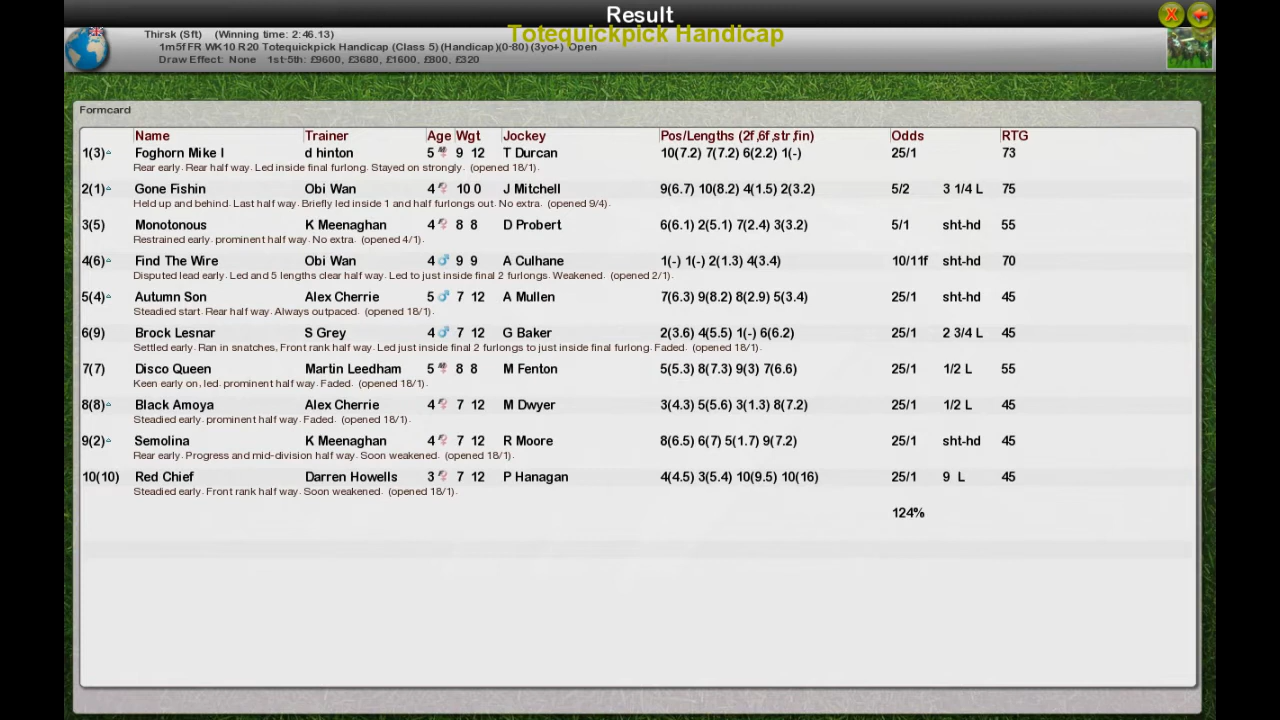 Result
Totequickpick Handicap
Thirsk (Sft) (Winning time: 2:46.13)
1m5f FR WK10 R20 Totequickpick Handicap (Class 5) (Handicap)(0-80) (3yo+) Open
Draw Effect: None 1st-5th: £9600, £3680, £1600, £800, £320
Formcard
Name Trainer Age Wgt Jockey Pos/Lengths (2f,6f,str,fin) Odds RTG
1(3) Foghorn Mike I d hinton 5 9 12 T Durcan 10(7.2) 7(7.2) 6(2.2) 1(-) 25/1 73
Rear early. Rear half way. Led inside final furlong. Stayed on strongly. (opened 18/1).
2(1) Gone Fishin Obi Wan 4 10 0 J Mitchell 9(6.7) 10(8.2) 4(1.5) 2(3.2) 5/2 3 1/4 L 75
Held up and behind. Last half way. Briefly led inside 1 and half furlongs out. No extra. (opened 9/4).
3(5) Monotonous K Meenaghan 4 8 8 D Probert 6(6.1) 2(5.1) 7(2.4) 3(3.2) 5/1 sht-hd 55
Restrained early. prominent half way. No extra. (opened 4/1).
4(6) Find The Wire Obi Wan 4 9 9 A Culhane 1(-) 1(-) 2(1.3) 4(3.4) 10/11f sht-hd 70
Disputed lead early. Led and 5 lengths clear half way. Led to just inside final 2 furlongs. Weakened. (opened 2/1).
5(4) Autumn Son Alex Cherrie 5 7 12 A Mullen 7(6.3) 9(8.2) 8(2.9) 5(3.4) 25/1 sht-hd 45
Steadied start. Rear half way. Always outpaced. (opened 18/1).
6(9) Brock Lesnar S Grey 4 7 12 G Baker 2(3.6) 4(5.5) 1(-) 6(6.2) 25/1 2 3/4 L 45
Settled early. Ran in snatches, Front rank half way. Led just inside final 2 furlongs to just inside final furlong. Faded. (opened 18/1).
7(7) Disco Queen Martin Leedham 5 8 8 M Fenton 5(5.3) 8(7.3) 9(3) 7(6.6) 25/1 1/2 L 55
Keen early on, led. prominent half way. Faded. (opened 18/1).
8(8) Black Amoya Alex Cherrie 4 7 12 M Dwyer 3(4.3) 5(5.6) 3(1.3) 8(7.2) 25/1 1/2 L 45
Steadied early. prominent half way. Faded. (opened 18/1).
9(2) Semolina K Meenaghan 4 7 12 R Moore 8(6.5) 6(7) 5(1.7) 9(7.2) 25/1 sht-hd 45
Rear early. Progress and mid-division half way. Soon weakened. (opened 18/1).
10(10) Red Chief Darren Howells 3 7 12 P Hanagan 4(4.5) 3(5.4) 10(9.5) 10(16) 25/1 9 L 45
Steadied early. Front rank half way. Soon weakened. (opened 18/1).
124%